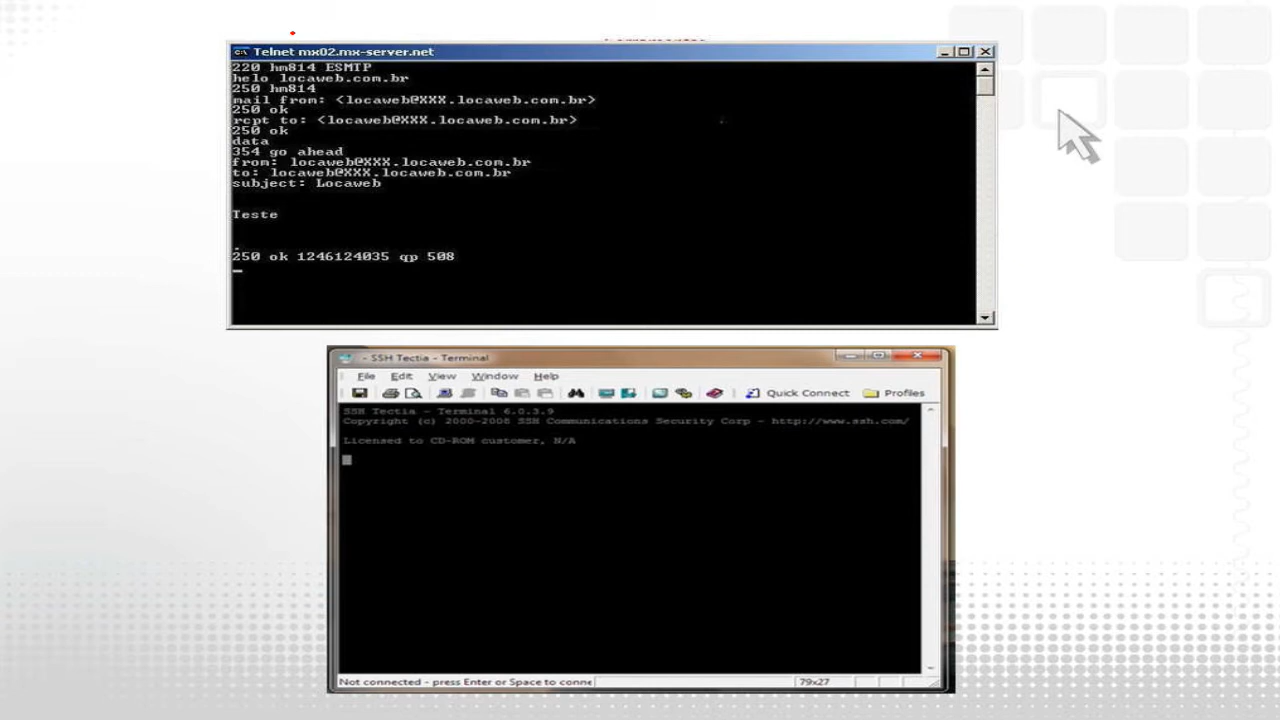 Telnet mx02.mx-server.net
220 hm814 ESMTP
helo locaweb.com.br
250 hm814
mail from: <locaweb@XXX.locaweb.com.br>
250 ok
rcpt to: <locaweb@XXX.locaweb.com.br>
250 ok
data
354 go ahead
from: locaweb@XXX.locaweb.com.br
to: locaweb@XXX.locaweb.com.br
subject: Locaweb
Teste
.
250 ok 1246124035 qp 508
- SSH Tectia - Terminal
File Edit View Window Help
Quick Connect Profiles
SSH Tectia - Terminal 6.0.3.9
Copyright (c) 2000-2008 SSH Communications Security Corp - http://www.ssh.com/
Licensed to CD-ROM customer, N/A
Not connected - press Enter or Space to conne 79x27